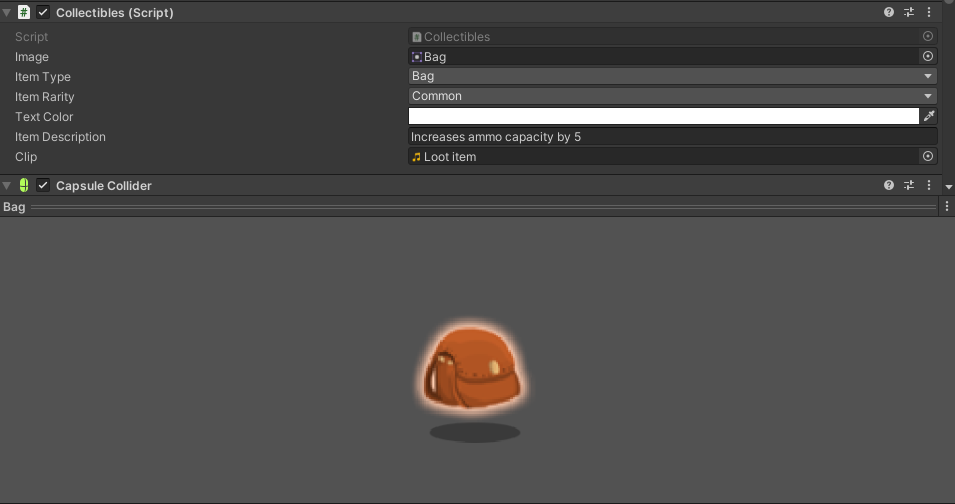 Collectibles (Script)
Script Collectibles
Image Bag
Item Type Bag
Item Rarity Common
Text Color
Item Description Increases ammo capacity by 5
Clip Loot item
Capsule Collider
Bag